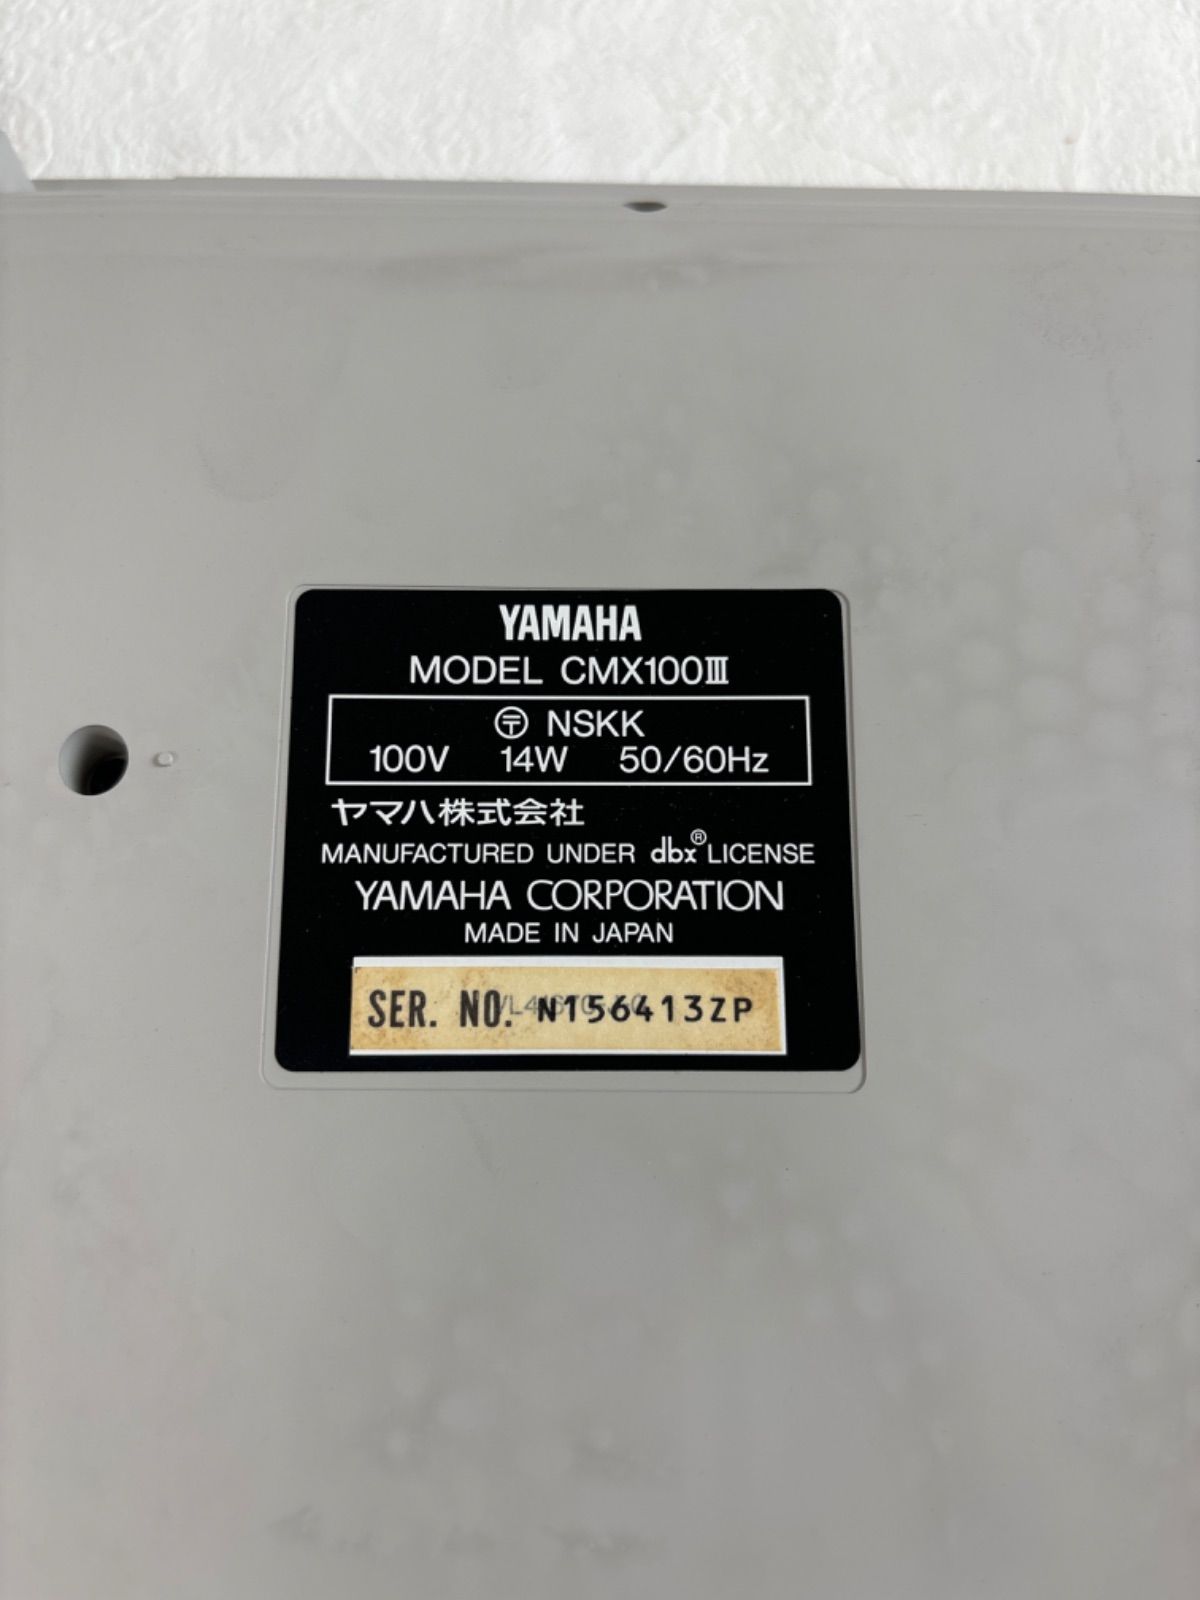 YAMAHA
MODEL CMX100III
〒 NSKK
100V 14W 50/60Hz
ヤマハ株式会社
MANUFACTURED UNDER dbx® LICENSE
YAMAHA CORPORATION
MADE IN JAPAN
SER. NO. N156413ZP